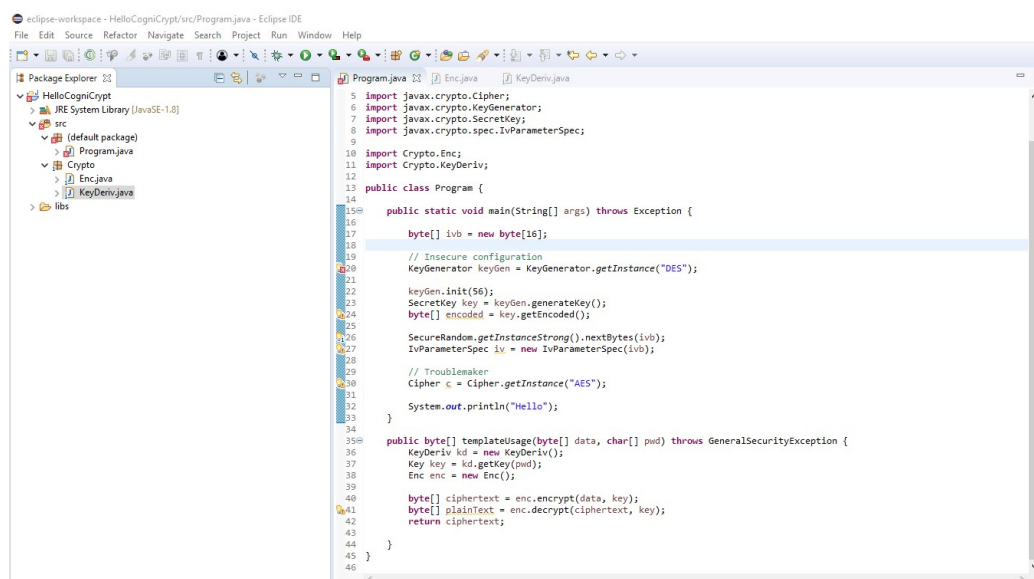 eclipse-workspace - HelloCogniCrypt/src/Program.java - Eclipse IDE
File Edit Source Refactor Navigate Search Project Run Window Help
Package Explorer
HelloCogniCrypt
JRE System Library [JavaSE-1.8]
src
(default package)
Program.java
Crypto
Enc.java
KeyDeriv.java
libs
Program.java Enc.java KeyDeriv.java
5 import javax.crypto.Cipher;
6 import javax.crypto.KeyGenerator;
7 import javax.crypto.SecretKey;
8 import javax.crypto.spec.IvParameterSpec;
9
10 import Crypto.Enc;
11 import Crypto.KeyDeriv;
12
13 public class Program {
14
15 public static void main(String[] args) throws Exception {
16
17 byte[] ivb = new byte[16];
18
19 // Insecure configuration
20 KeyGenerator keyGen = KeyGenerator.getInstance("DES");
21
22 keyGen.init(56);
23 SecretKey key = keyGen.generateKey();
24 byte[] encoded = key.getEncoded();
25
26 SecureRandom.getInstanceStrong().nextBytes(ivb);
27 IvParameterSpec iv = new IvParameterSpec(ivb);
28
29 // Troublemaker
30 Cipher c = Cipher.getInstance("AES");
31
32 System.out.println("Hello");
33 }
34
35 public byte[] templateUsage(byte[] data, char[] pwd) throws GeneralSecurityException {
36 KeyDeriv kd = new KeyDeriv();
37 Key key = kd.getKey(pwd);
38 Enc enc = new Enc();
39
40 byte[] ciphertext = enc.encrypt(data, key);
41 byte[] plainText = enc.decrypt(ciphertext, key);
42 return ciphertext;
43
44 }
45 }
46